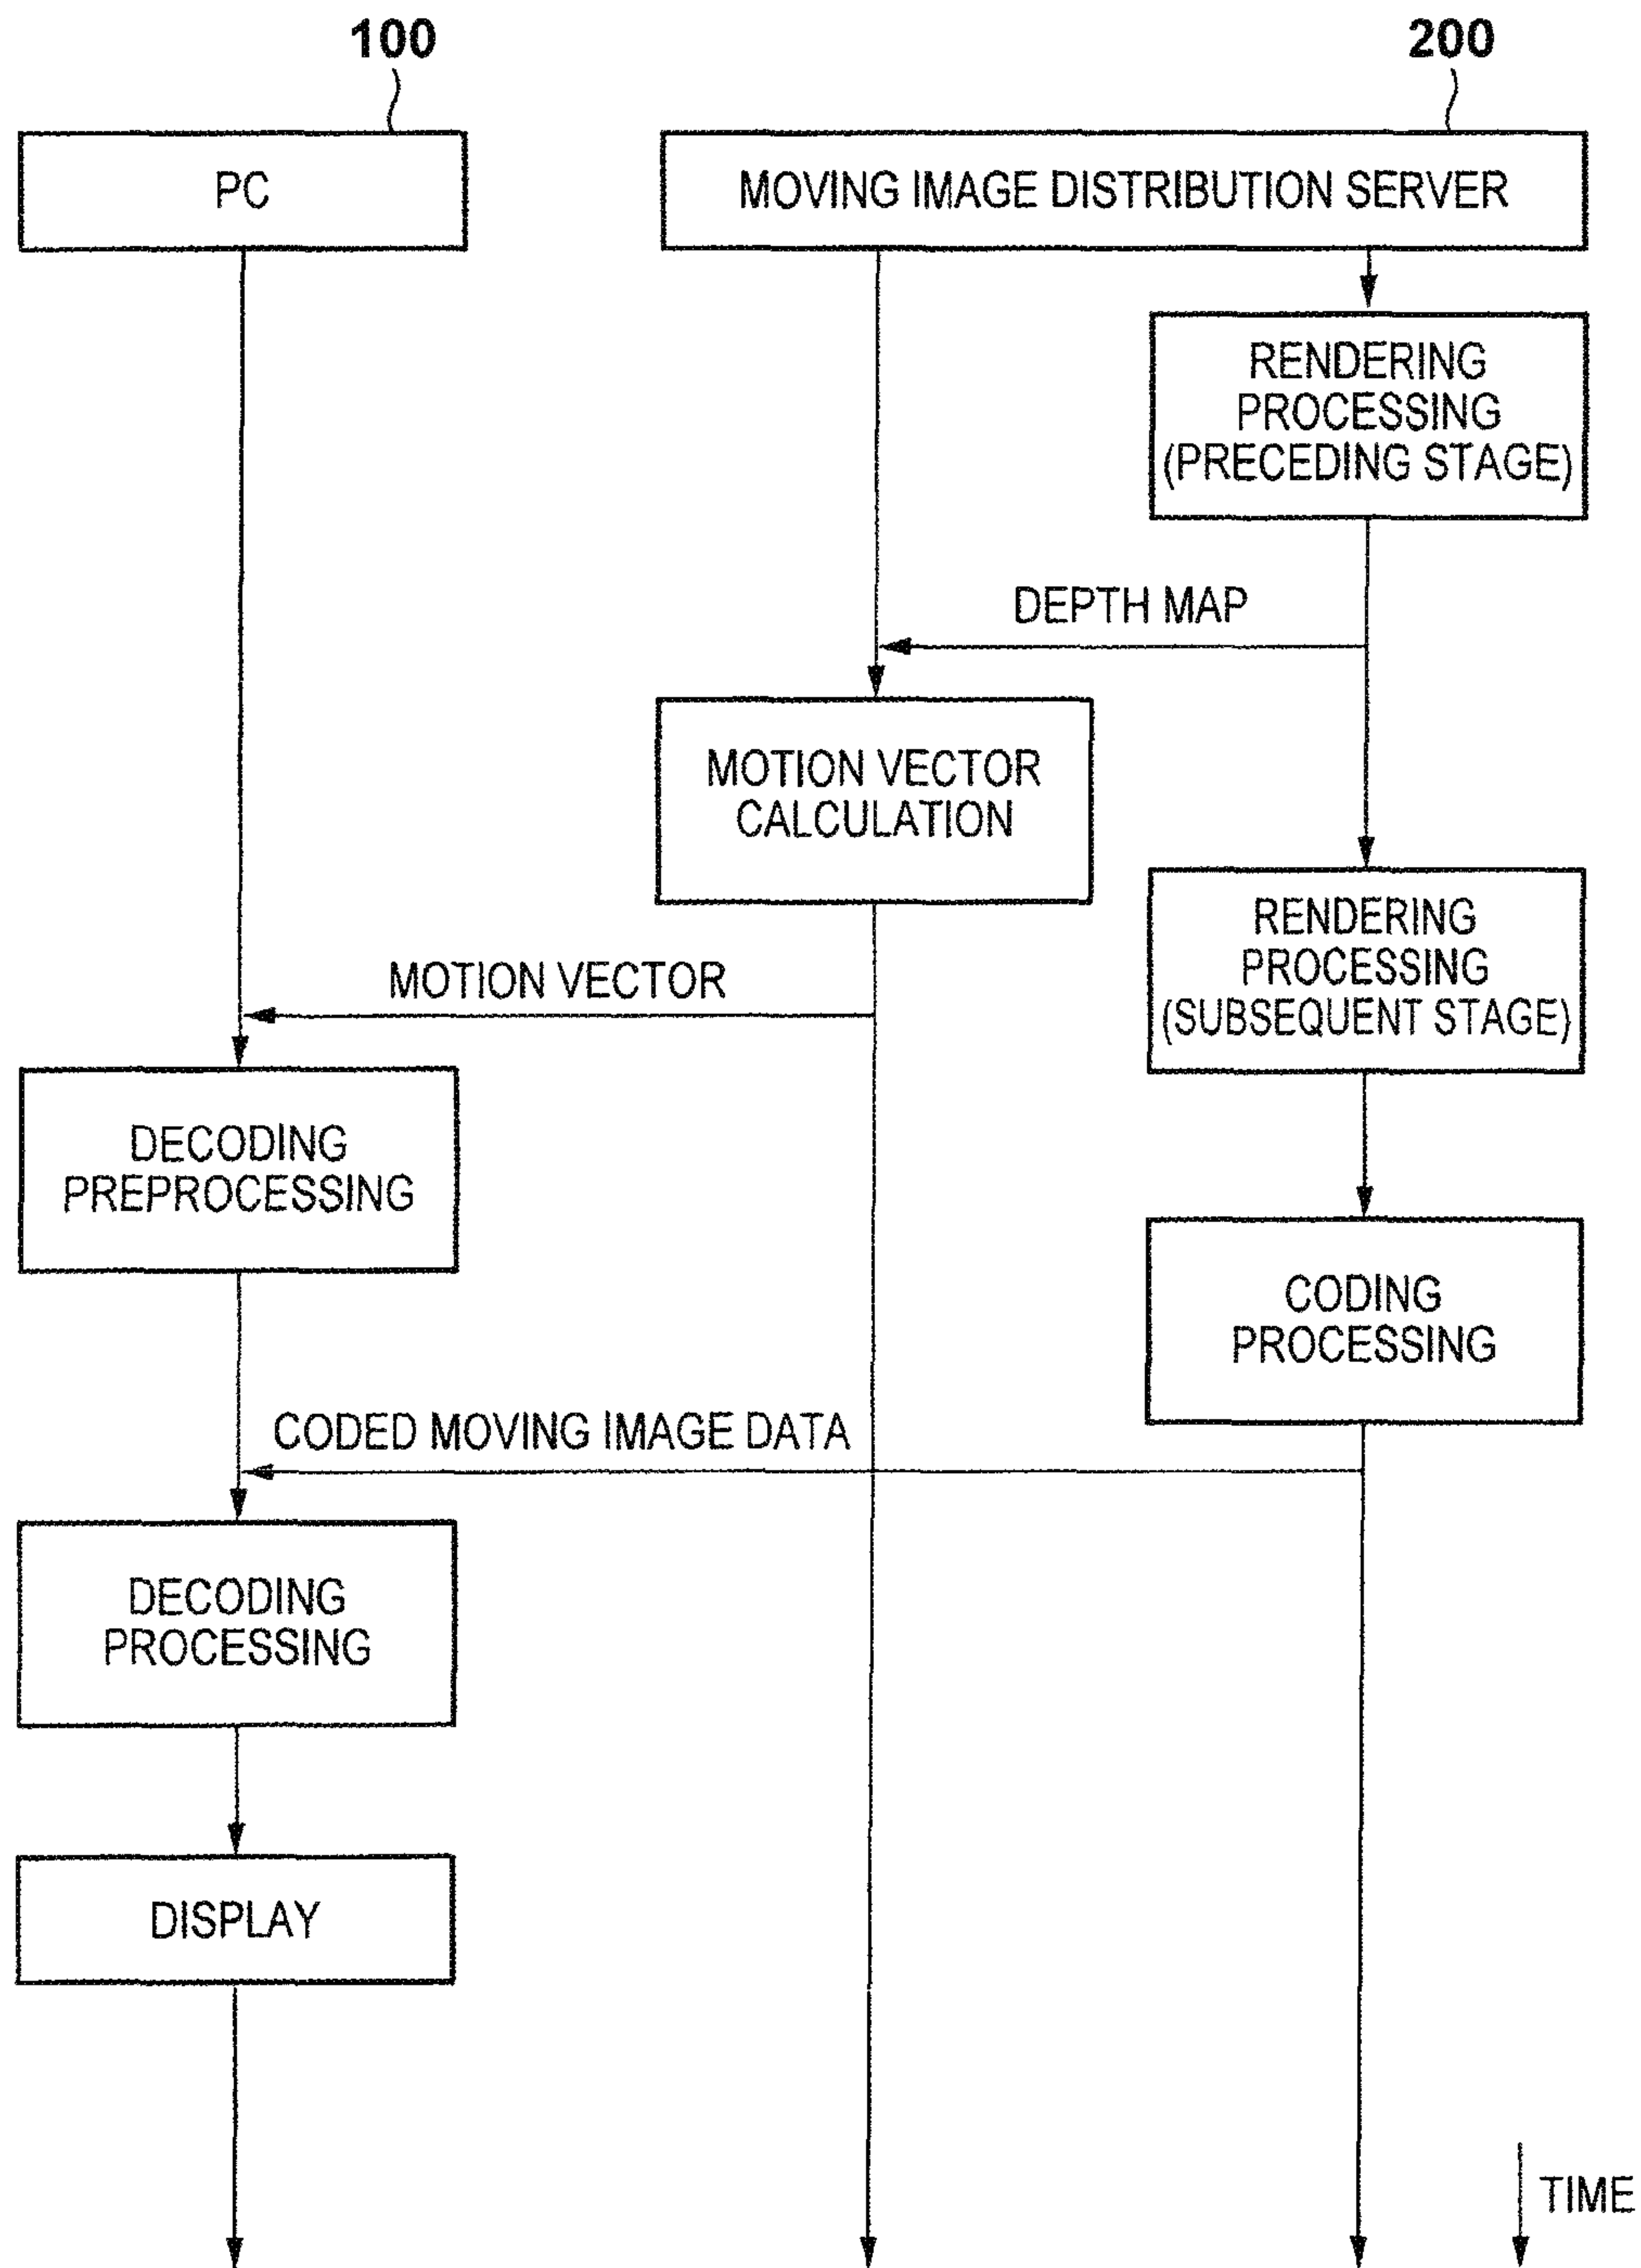 100
200
PC
MOVING IMAGE DISTRIBUTION SERVER
RENDERING
PROCESSING
(PRECEDING STAGE)
DEPTH MAP
MOTION VECTOR
CALCULATION
RENDERING
PROCESSING
(SUBSEQUENT STAGE)
MOTION VECTOR
DECODING
PREPROCESSING
CODING
PROCESSING
CODED MOVING IMAGE DATA
DECODING
PROCESSING
DISPLAY
TIME